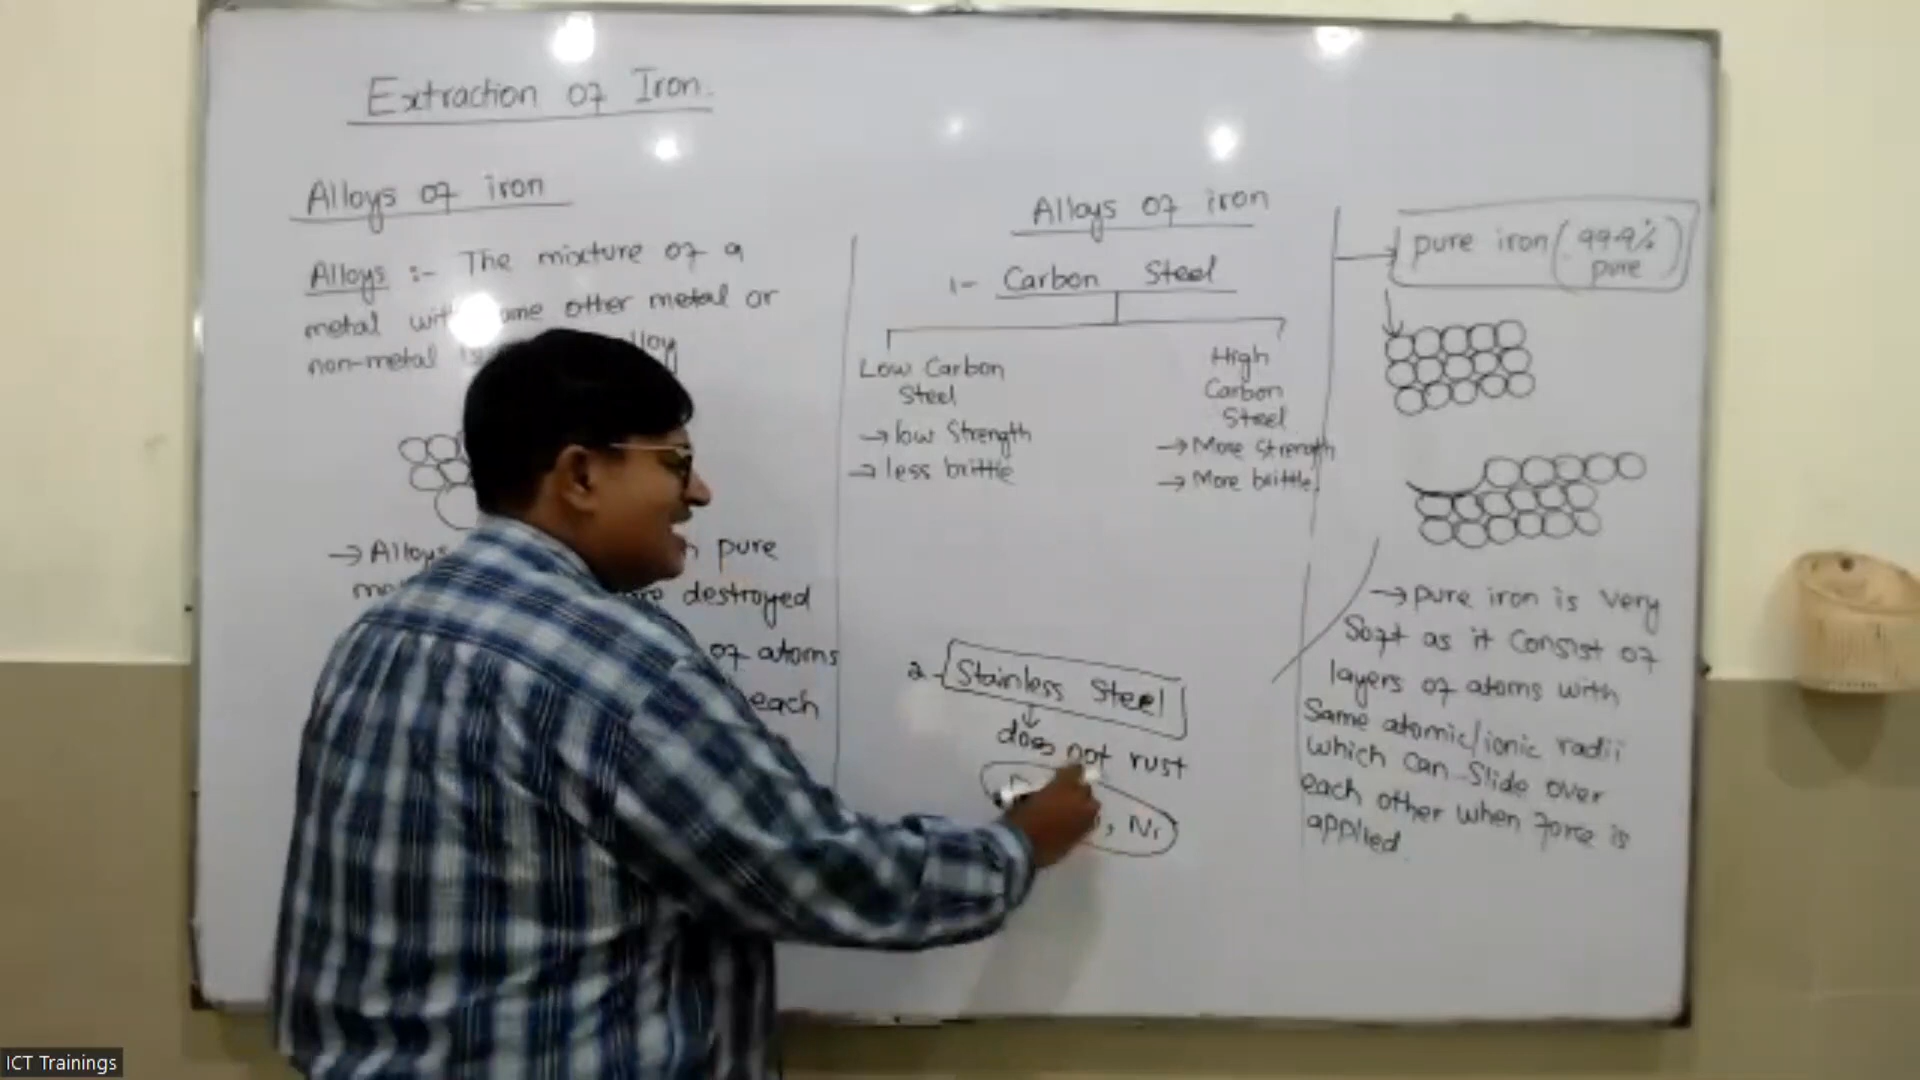 Extraction of Iron.
Alloys of iron
Alloys :- The mixture of a
metal with some other metal or
non-metal
→ Alloys pure
destroyed
of atoms
each
Alloys of iron
1- Carbon Steel
Low Carbon
Steel
→ low Strength
→ less brittle
High
Carbon
Steel
→ More Strength
→ More brittle
2- Stainless Steel
does not rust
, Ni
pure iron (99.9%
pure)
→ pure iron is very
Soft as it consist of
layers of atoms with
Same atomic/ionic radii
which can slide over
each other when force is
applied.
ICT Trainings